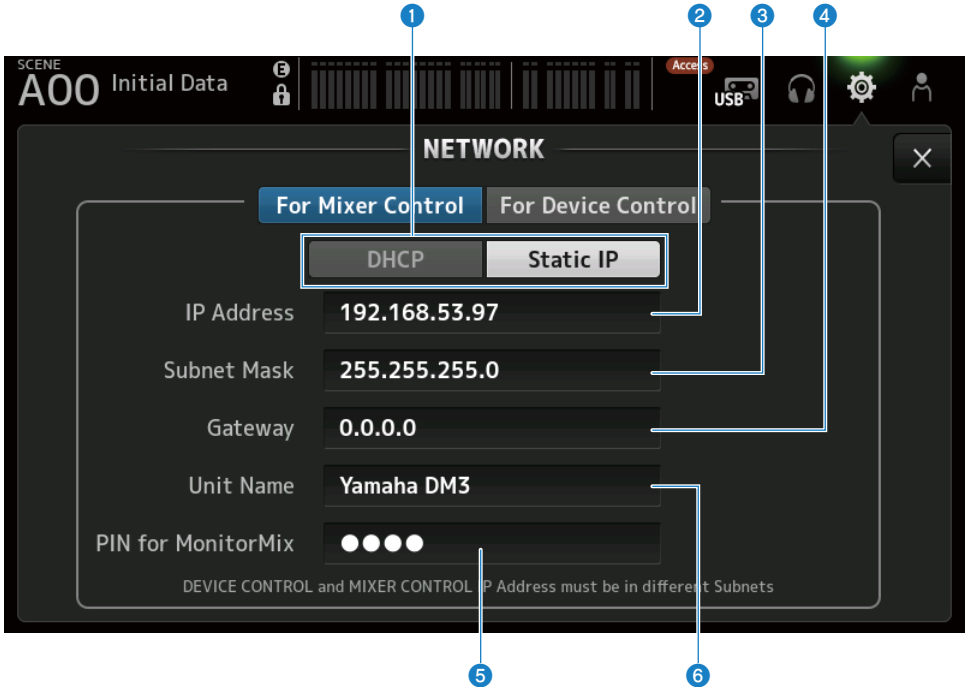 1 2 3 4
SCENE
A00 Initial Data
E
Access
USB
NETWORK
For Mixer Control For Device Control
DHCP Static IP
IP Address 192.168.53.97
Subnet Mask 255.255.255.0
Gateway 0.0.0.0
Unit Name Yamaha DM3
PIN for MonitorMix ●●●●
DEVICE CONTROL and MIXER CONTROL IP Address must be in different Subnets
5 6